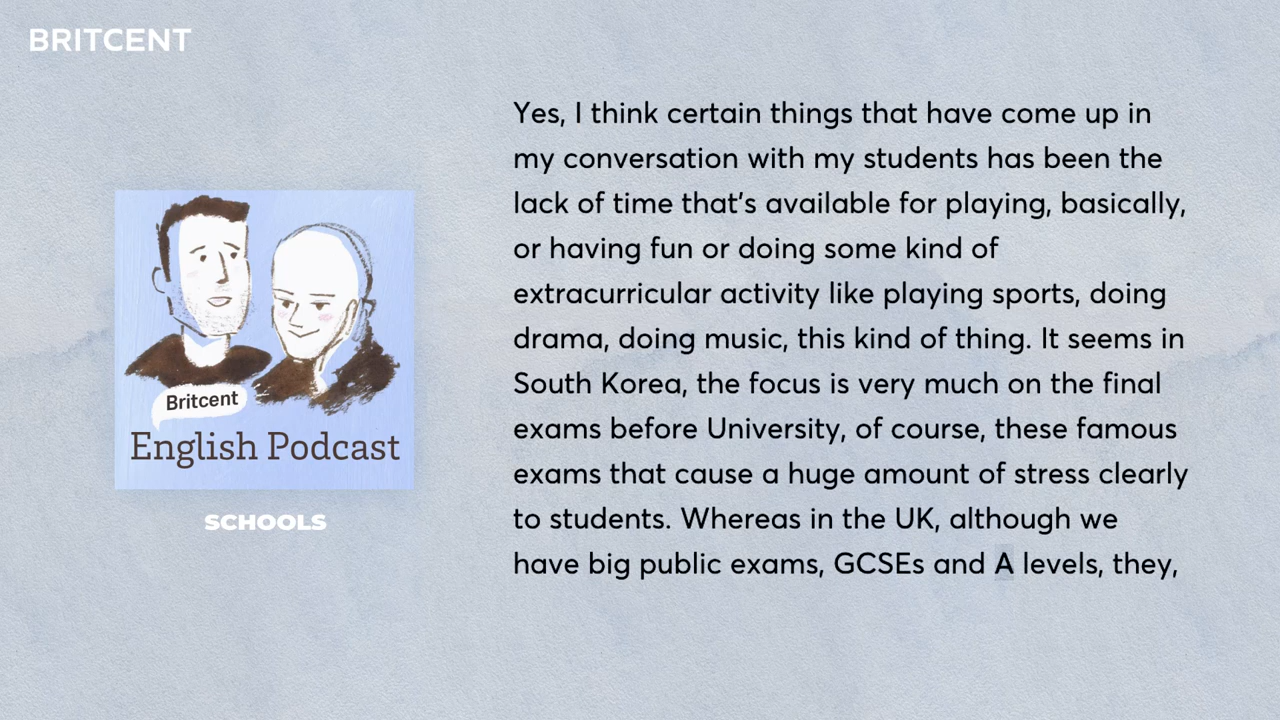 BRITCENT
Britcent
English Podcast
SCHOOLS
Yes, I think certain things that have come up in
my conversation with my students has been the
lack of time that's available for playing, basically,
or having fun or doing some kind of
extracurricular activity like playing sports, doing
drama, doing music, this kind of thing. It seems in
South Korea, the focus is very much on the final
exams before University, of course, these famous
exams that cause a huge amount of stress clearly
to students. Whereas in the UK, although we
have big public exams, GCSEs and A levels, they,